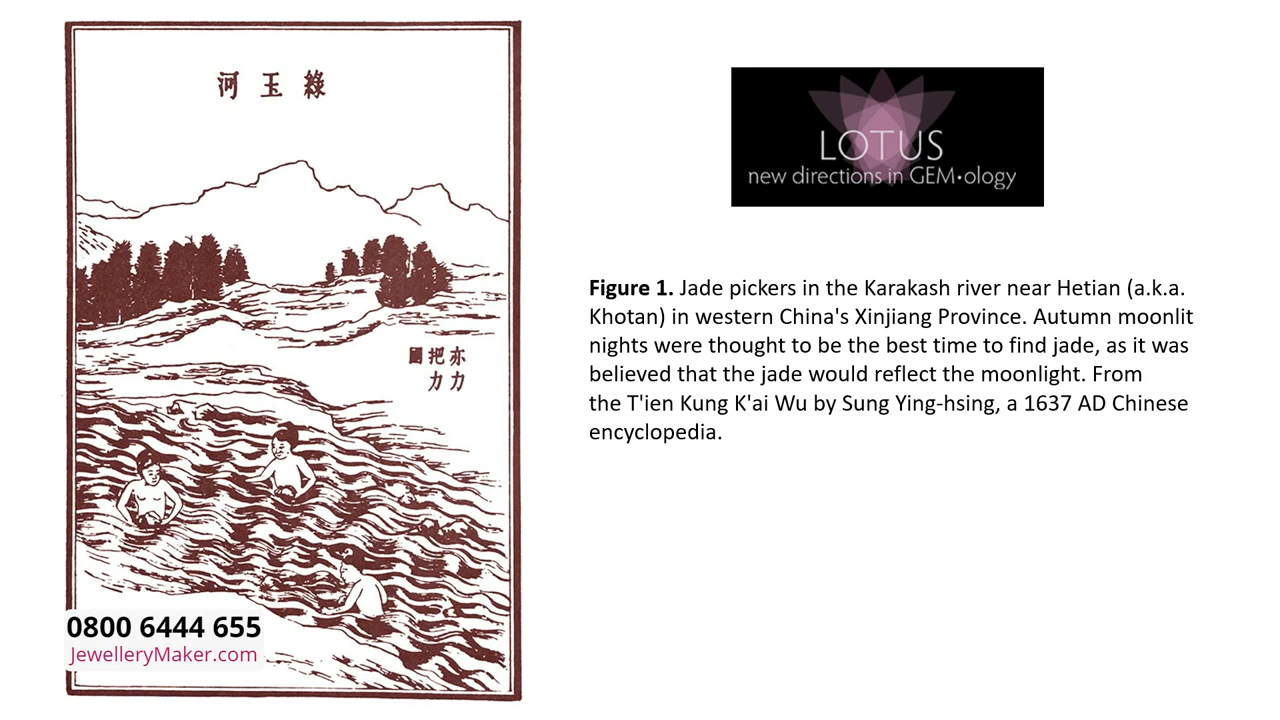 綠玉河
亦力
把力
國
0800 6444 655
JewelleryMaker.com
LOTUS
new directions in GEM•ology
Figure 1. Jade pickers in the Karakash river near Hetian (a.k.a.
Khotan) in western China's Xinjiang Province. Autumn moonlit
nights were thought to be the best time to find jade, as it was
believed that the jade would reflect the moonlight. From
the T'ien Kung K'ai Wu by Sung Ying-hsing, a 1637 AD Chinese
encyclopedia.